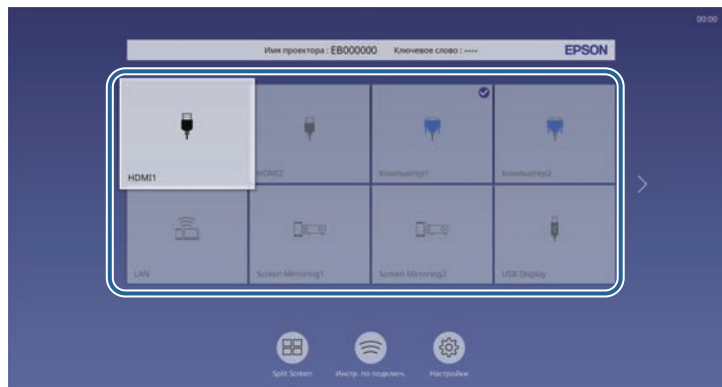 00:00
Имя проектора : EB000000 Ключевое слово : ---- EPSON
HDMI1 HDMI2 Компьютер1 Компьютер2
LAN Screen Mirroring1 Screen Mirroring2 USB Display
Split Screen Инстр. по подключ. Настройки